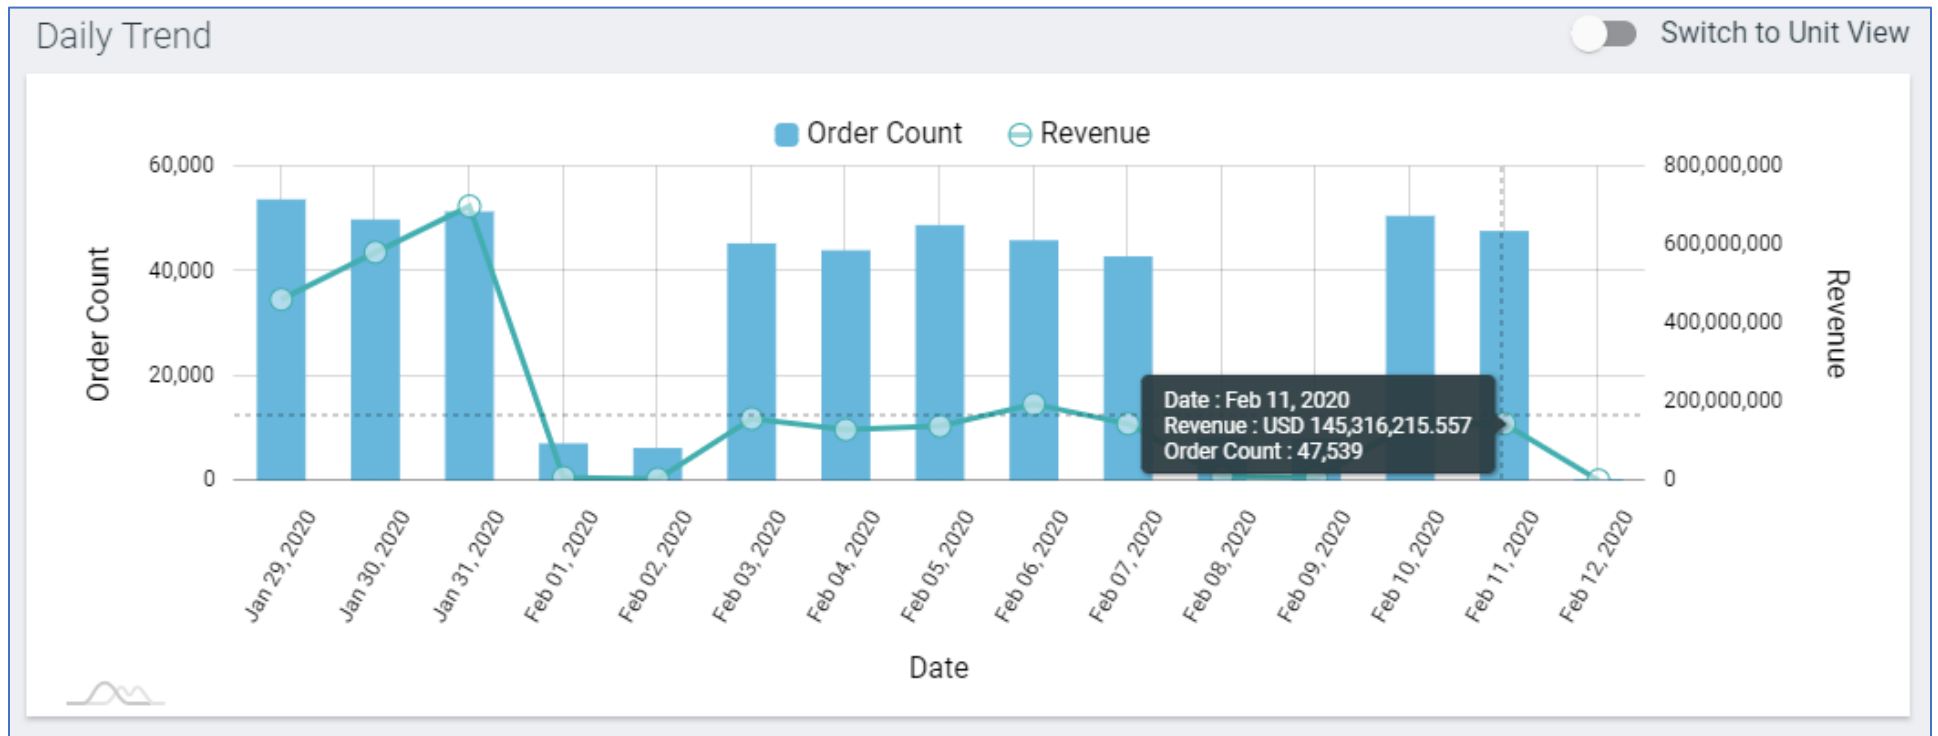 Daily Trend
Switch to Unit View
Order Count
Revenue
60,000
40,000
20,000
0
Order Count
800,000,000
600,000,000
400,000,000
200,000,000
0
Revenue
Date : Feb 11, 2020
Revenue : USD 145,316,215.557
Order Count : 47,539
Jan 29, 2020
Jan 30, 2020
Jan 31, 2020
Feb 01, 2020
Feb 02, 2020
Feb 03, 2020
Feb 04, 2020
Feb 05, 2020
Feb 06, 2020
Feb 07, 2020
Feb 08, 2020
Feb 09, 2020
Feb 10, 2020
Feb 11, 2020
Feb 12, 2020
Date